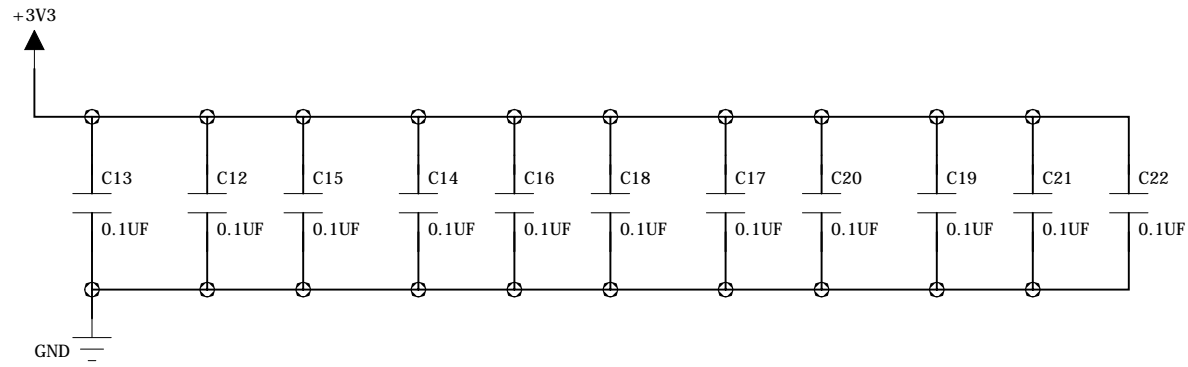 +3V3
C13 C12 C15 C14 C16 C18 C17 C20 C19 C21 C22
0.1UF 0.1UF 0.1UF 0.1UF 0.1UF 0.1UF 0.1UF 0.1UF 0.1UF 0.1UF 0.1UF
GND